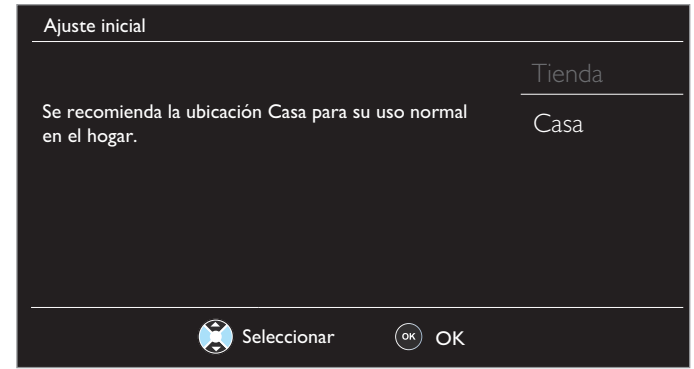 Ajuste inicial
Tienda
Se recomienda la ubicación Casa para su uso normal
en el hogar.
Casa
Seleccionar
OK OK